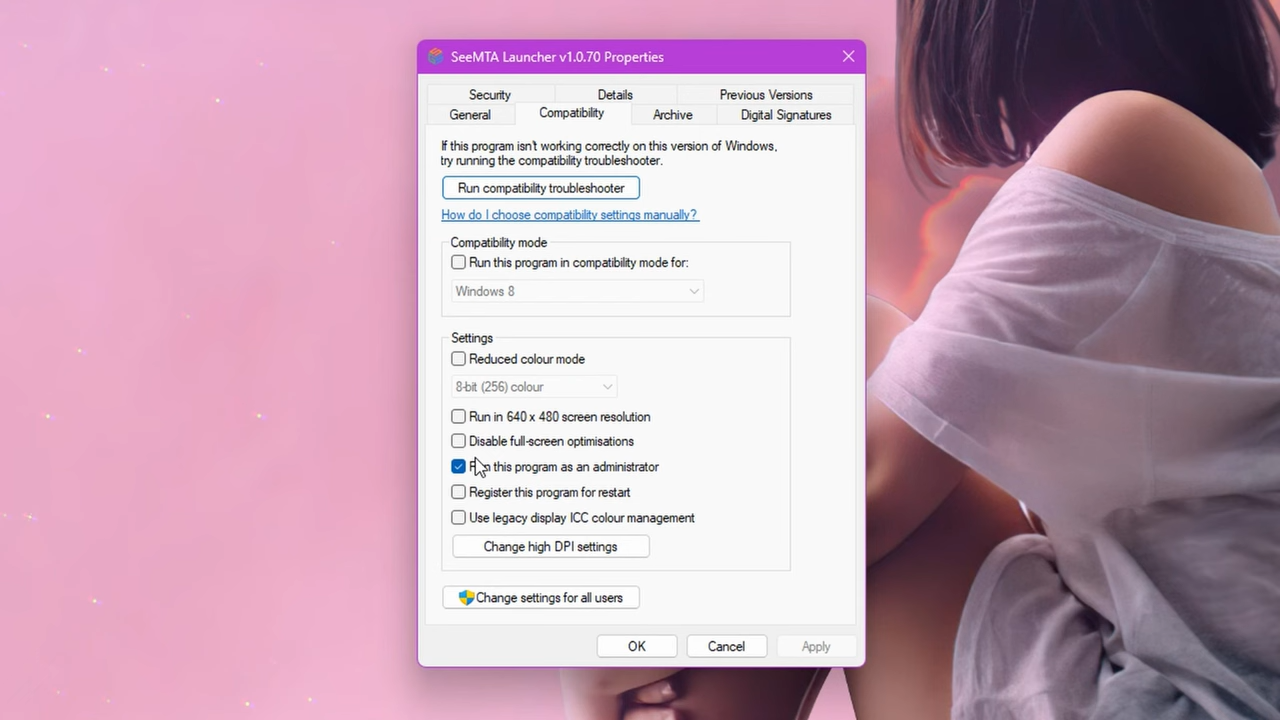 SeeMTA Launcher v1.0.70 Properties
Security
Details
Previous Versions
General
Compatibility
Archive
Digital Signatures
If this program isn't working correctly on this version of Windows,
try running the compatibility troubleshooter.
Run compatibility troubleshooter
How do I choose compatibility settings manually?
Compatibility mode
Run this program in compatibility mode for:
Windows 8
Settings
Reduced colour mode
8-bit (256) colour
Run in 640 x 480 screen resolution
Disable full-screen optimisations
Run this program as an administrator
Register this program for restart
Use legacy display ICC colour management
Change high DPI settings
Change settings for all users
OK
Cancel
Apply